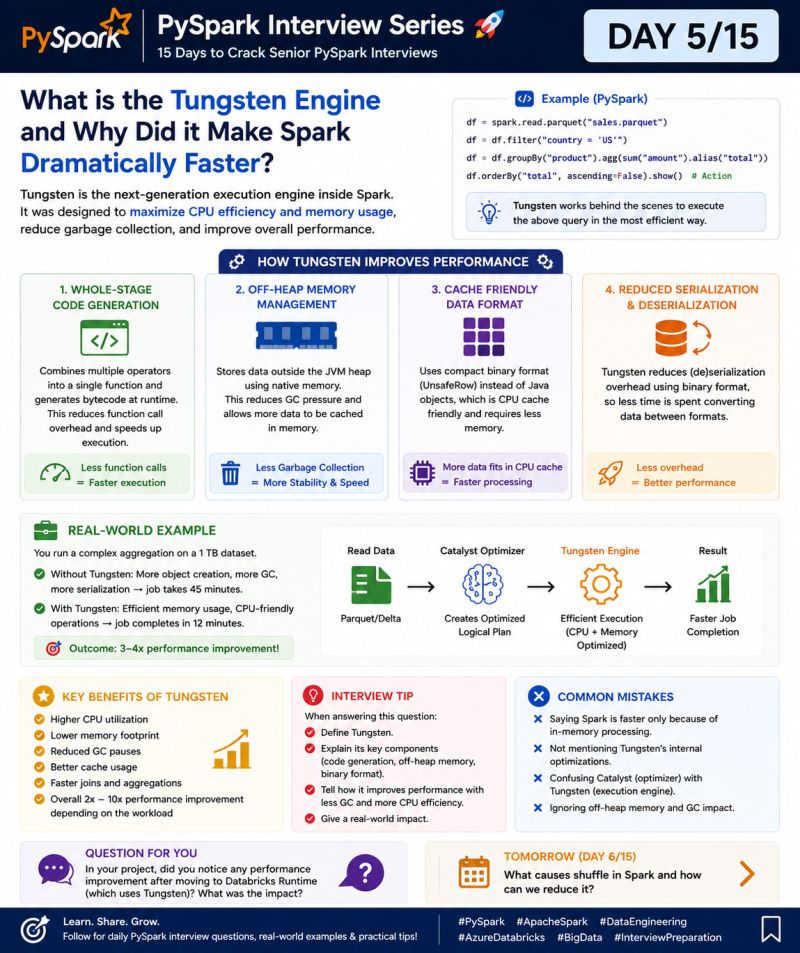 PySpark
PySpark Interview Series 🚀
15 Days to Crack Senior PySpark Interviews
DAY 5/15
What is the Tungsten Engine
and Why Did it Make Spark
Dramatically Faster?
Tungsten is the next-generation execution engine inside Spark.
It was designed to maximize CPU efficiency and memory usage,
reduce garbage collection, and improve overall performance.
</> Example (PySpark)
df = spark.read.parquet("sales.parquet")
df = df.filter("country = 'US'")
df = df.groupBy("product").agg(sum("amount").alias("total"))
df.orderBy("total", ascending=False).show() # Action
Tungsten works behind the scenes to execute
the above query in the most efficient way.
HOW TUNGSTEN IMPROVES PERFORMANCE
1. WHOLE-STAGE
CODE GENERATION
</>
Combines multiple operators
into a single function and
generates bytecode at runtime.
This reduces function call
overhead and speeds up
execution.
Less function calls
= Faster execution
2. OFF-HEAP MEMORY
MANAGEMENT
Stores data outside the JVM heap
using native memory.
This reduces GC pressure and
allows more data to be cached
in memory.
Less Garbage Collection
= More Stability & Speed
3. CACHE FRIENDLY
DATA FORMAT
Uses compact binary format
(UnsafeRow) instead of Java
objects, which is CPU cache
friendly and requires less
memory.
More data fits in CPU cache
= Faster processing
4. REDUCED SERIALIZATION
& DESERIALIZATION
Tungsten reduces (de)serialization
overhead using binary format,
so less time is spent converting
data between formats.
Less overhead
= Better performance
REAL-WORLD EXAMPLE
You run a complex aggregation on a 1 TB dataset.
Without Tungsten: More object creation, more GC,
more serialization → job takes 45 minutes.
With Tungsten: Efficient memory usage, CPU-friendly
operations → job completes in 12 minutes.
Outcome: 3–4x performance improvement!
Read Data
Parquet/Delta
Catalyst Optimizer
Creates Optimized
Logical Plan
Tungsten Engine
Efficient Execution
(CPU + Memory
Optimized)
Result
Faster Job
Completion
KEY BENEFITS OF TUNGSTEN
Higher CPU utilization
Lower memory footprint
Reduced GC pauses
Better cache usage
Faster joins and aggregations
Overall 2x – 10x performance improvement
depending on the workload
INTERVIEW TIP
When answering this question:
Define Tungsten.
Explain its key components
(code generation, off-heap memory,
binary format).
Tell how it improves performance with
less GC and more CPU efficiency.
Give a real-world impact.
COMMON MISTAKES
Saying Spark is faster only because of
in-memory processing.
Not mentioning Tungsten's internal
optimizations.
Confusing Catalyst (optimizer) with
Tungsten (execution engine).
Ignoring off-heap memory and GC impact.
QUESTION FOR YOU
In your project, did you notice any performance
improvement after moving to Databricks Runtime
(which uses Tungsten)? What was the impact?
?
TOMORROW (DAY 6/15)
What causes shuffle in Spark and how
can we reduce it?
Learn. Share. Grow.
Follow for daily PySpark interview questions, real-world examples & practical tips!
#PySpark #ApacheSpark #DataEngineering
#AzureDatabricks #BigData #InterviewPreparation